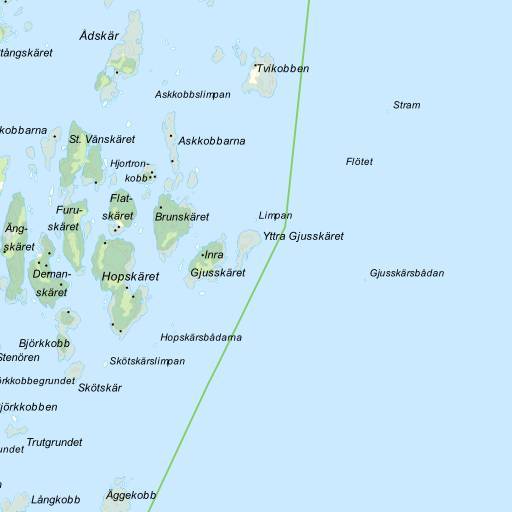 Ådskär
tångskäret
Tvikobben
Askkobbslimpan
Stram
kobbarna
St. Vånskäret
Askkobbarna
Hjortron-
kobb
Flötet
Furu-
skäret
Flat-
skäret
Brunskäret
Limpan
Äng-
skäret
Yttra Gjusskäret
Inra
Gjusskäret
Deman-
skäret
Hopskäret
Gjusskärsbådan
Björkkobb
Hopskärsbådarna
Stenören
Skötskärslimpan
örkkobbegrundet
Skötskär
jörkkobben
Trutgrundet
undet
Långkobb
Äggekobb